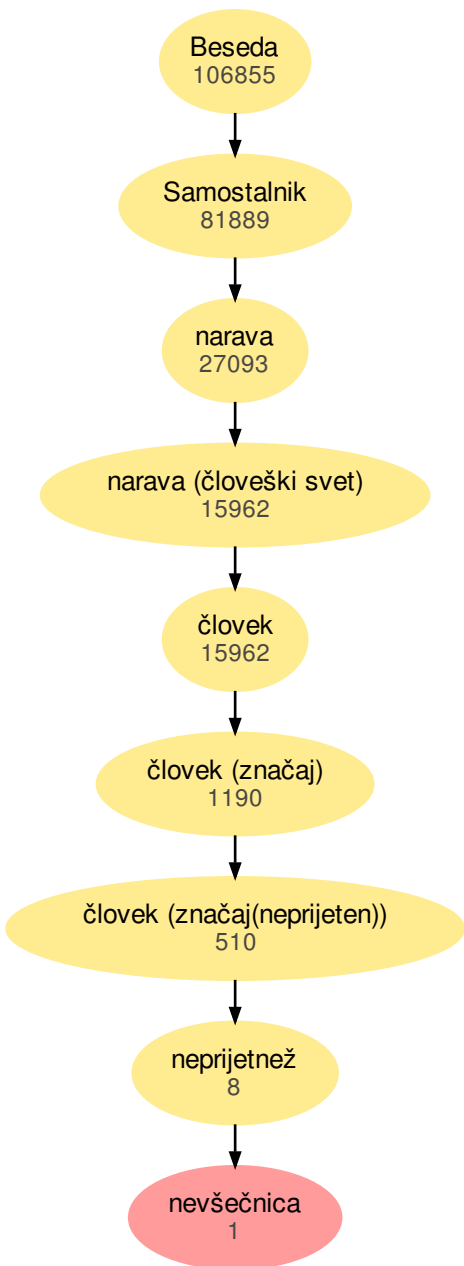 Beseda
106855
Samostalnik
81889
narava
27093
narava (človeški svet)
15962
človek
15962
človek (značaj)
1190
človek (značaj(neprijeten))
510
neprijetnež
8
nevšečnica
1